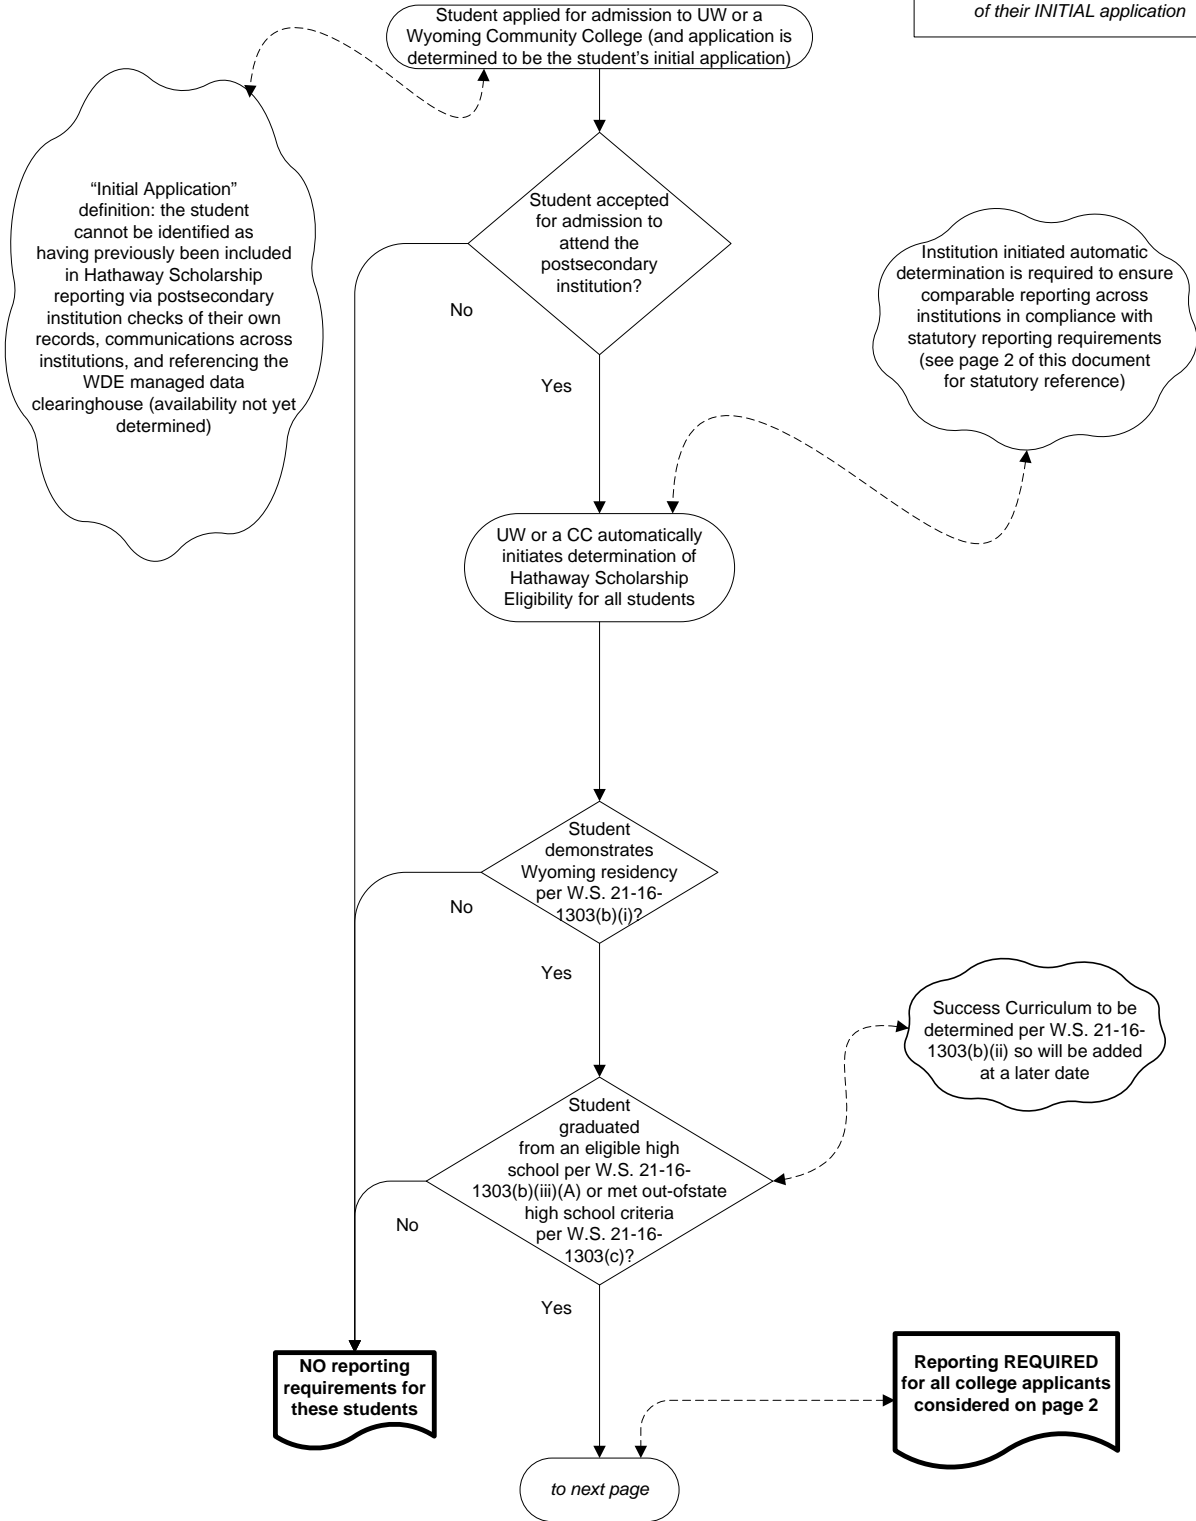 of their INITIAL application
Student applied for admission to UW or a
Wyoming Community College (and application is
determined to be the student’s initial application)
“Initial Application”
definition: the student
cannot be identified as
having previously been included
in Hathaway Scholarship
reporting via postsecondary
institution checks of their own
records, communications across
institutions, and referencing the
WDE managed data
clearinghouse (availability not yet
determined)
Student accepted
for admission to
attend the
postsecondary
institution?
No
Yes
Institution initiated automatic
determination is required to ensure
comparable reporting across
institutions in compliance with
statutory reporting requirements
(see page 2 of this document
for statutory reference)
UW or a CC automatically
initiates determination of
Hathaway Scholarship
Eligibility for all students
Student
demonstrates
Wyoming residency
per W.S. 21-16-
1303(b)(i)?
No
Yes
Success Curriculum to be
determined per W.S. 21-16-
1303(b)(ii) so will be added
at a later date
Student
graduated
from an eligible high
school per W.S. 21-16-
1303(b)(iii)(A) or met out-ofstate
high school criteria
per W.S. 21-16-
1303(c)?
No
Yes
NO reporting
requirements for
these students
Reporting REQUIRED
for all college applicants
considered on page 2
to next page